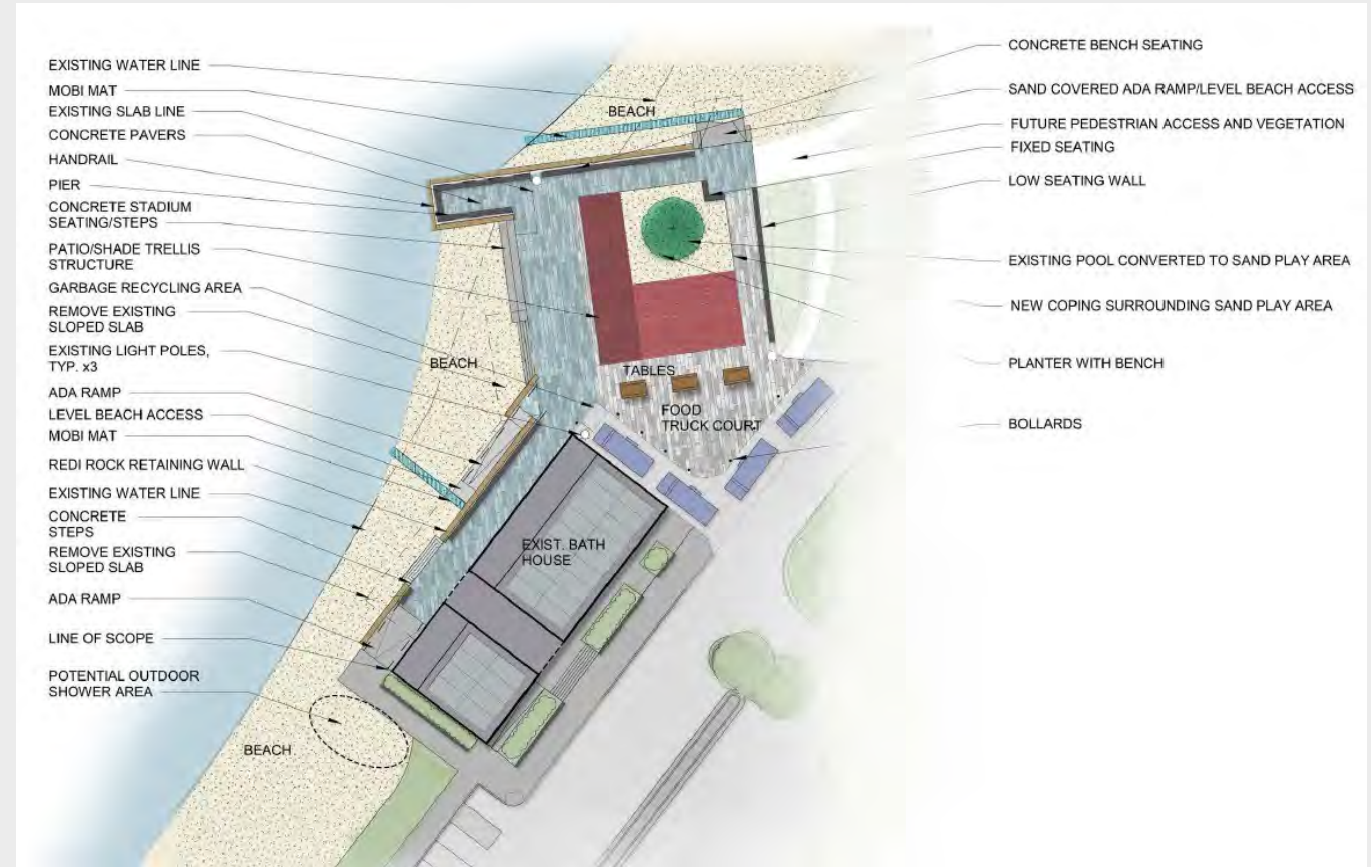 EXISTING WATER LINE
MOBI MAT
EXISTING SLAB LINE
CONCRETE PAVERS
HANDRAIL
PIER
CONCRETE STADIUM
SEATING/STEPS
PATIO/SHADE TRELLIS
STRUCTURE
GARBAGE RECYCLING AREA
REMOVE EXISTING
SLOPED SLAB
EXISTING LIGHT POLES,
TYP. x3
ADA RAMP
LEVEL BEACH ACCESS
MOBI MAT
REDI ROCK RETAINING WALL
EXISTING WATER LINE
CONCRETE
STEPS
REMOVE EXISTING
SLOPED SLAB
ADA RAMP
LINE OF SCOPE
POTENTIAL OUTDOOR
SHOWER AREA
BEACH
BEACH
TABLES
FOOD
TRUCK COURT
EXIST. BATH
HOUSE
BEACH
CONCRETE BENCH SEATING
SAND COVERED ADA RAMP/LEVEL BEACH ACCESS
FUTURE PEDESTRIAN ACCESS AND VEGETATION
FIXED SEATING
LOW SEATING WALL
EXISTING POOL CONVERTED TO SAND PLAY AREA
NEW COPING SURROUNDING SAND PLAY AREA
PLANTER WITH BENCH
BOLLARDS